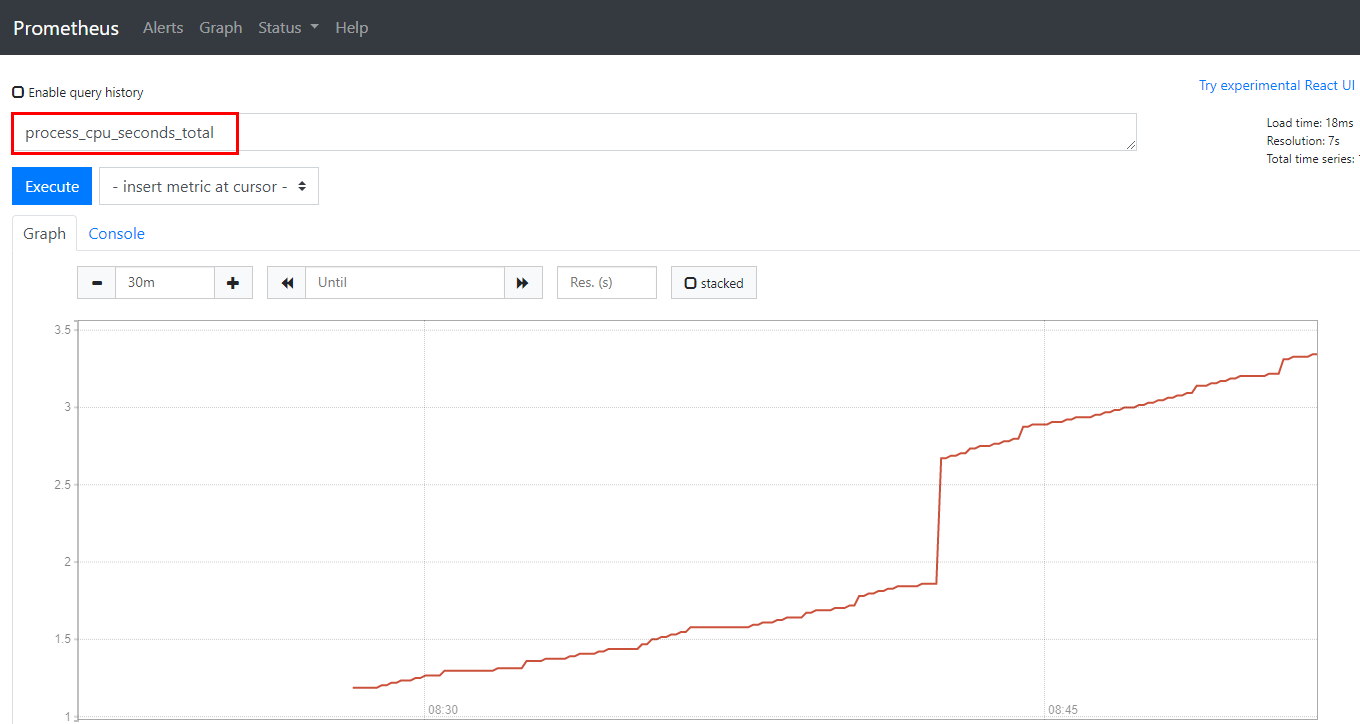 Prometheus Alerts Graph Status Help
Enable query history
Try experimental React UI
process_cpu_seconds_total
Load time: 18ms
Resolution: 7s
Total time series:
Execute - insert metric at cursor -
Graph Console
30m Until Res. (s) stacked
3.5
3
2.5
2
1.5
1
08:30 08:45